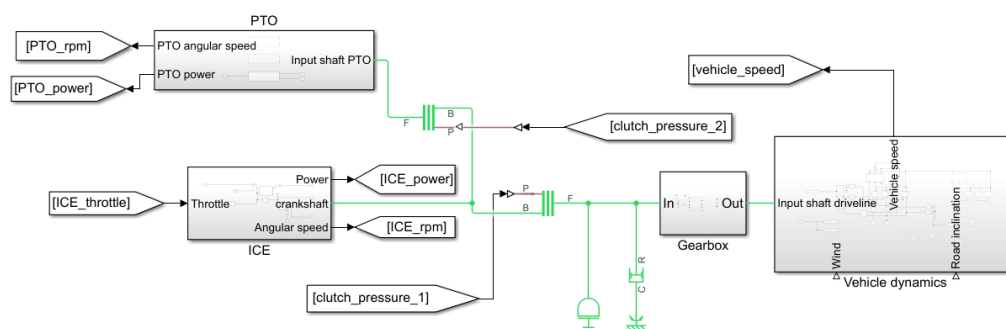 PTO
[PTO_rpm]
PTO angular speed
Input shaft PTO
PTO power
[PTO_power]
[vehicle_speed]
F
B
P
[clutch_pressure_2]
Power
[ICE_power]
[ICE_throttle]
Throttle
crankshaft
Angular speed
[ICE_rpm]
ICE
P
B
F
[clutch_pressure_1]
R
C
In
Out
Gearbox
Input shaft driveline
Vehicle speed
Wind
Road inclination
Vehicle dynamics